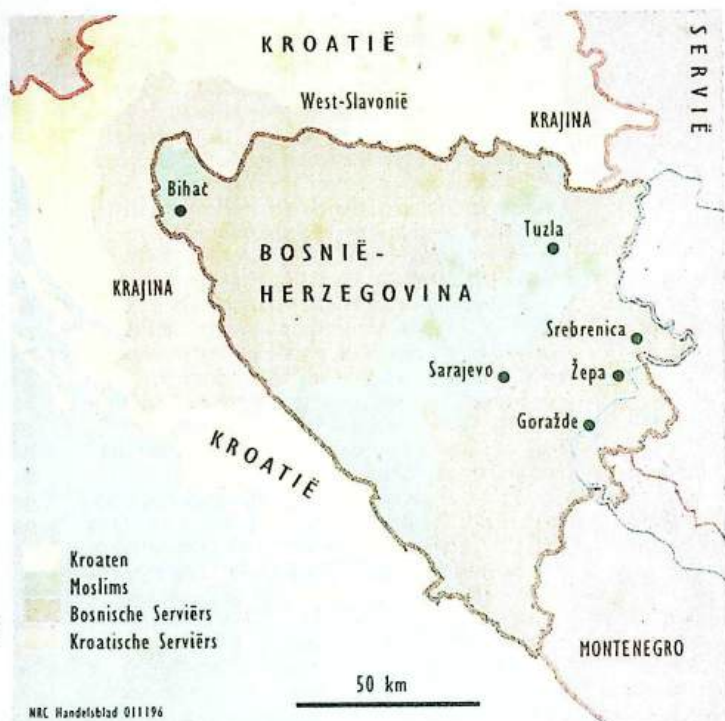 KROATIË
SERVIË
West-Slavonië
KRAJINA
Bihač
Tuzla
BOSNIË-
HERZEGOVINA
KRAJINA
Srebrenica
Sarajevo
Žepa
Goražde
KROATIË
Kroaten
Moslims
Bosnische Serviërs
Kroatische Serviërs
MONTENEGRO
50 km
NRC Handelsblad 011196